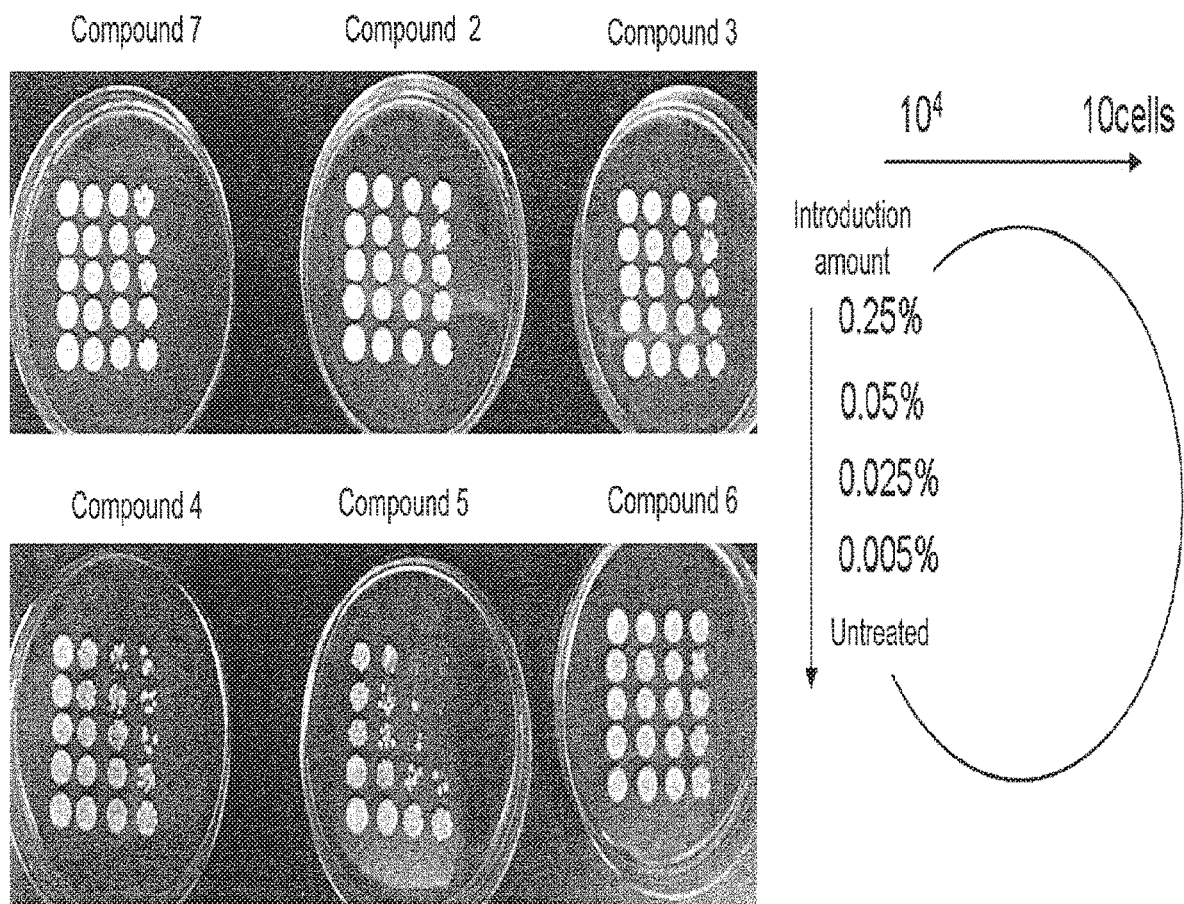 Compound 7
Compound 2
Compound 3
10⁴ 10cells
Introduction
amount
0.25%
0.05%
0.025%
0.005%
Untreated
Compound 4
Compound 5
Compound 6